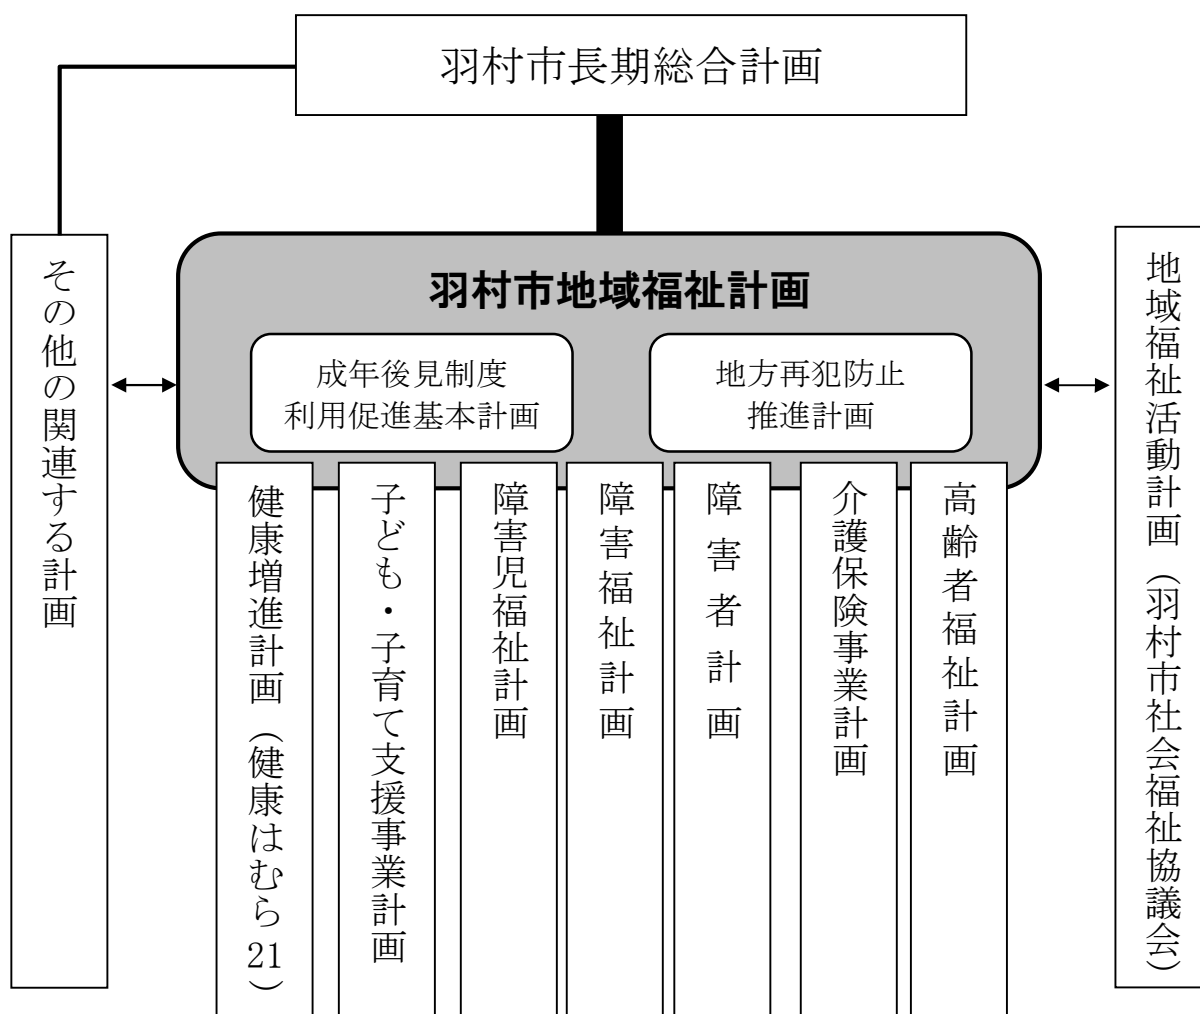 羽村市長期総合計画
羽村市地域福祉計画
成年後見制度
利用促進基本計画
地方再犯防止
推進計画
地域福祉活動計画（羽村市社会福祉協議会）
高齢者福祉計画
介護保険事業計画
障害者計画
障害福祉計画
障害児福祉計画
子ども・子育て支援事業計画
健康増進計画（健康はむら21）
その他の関連する計画